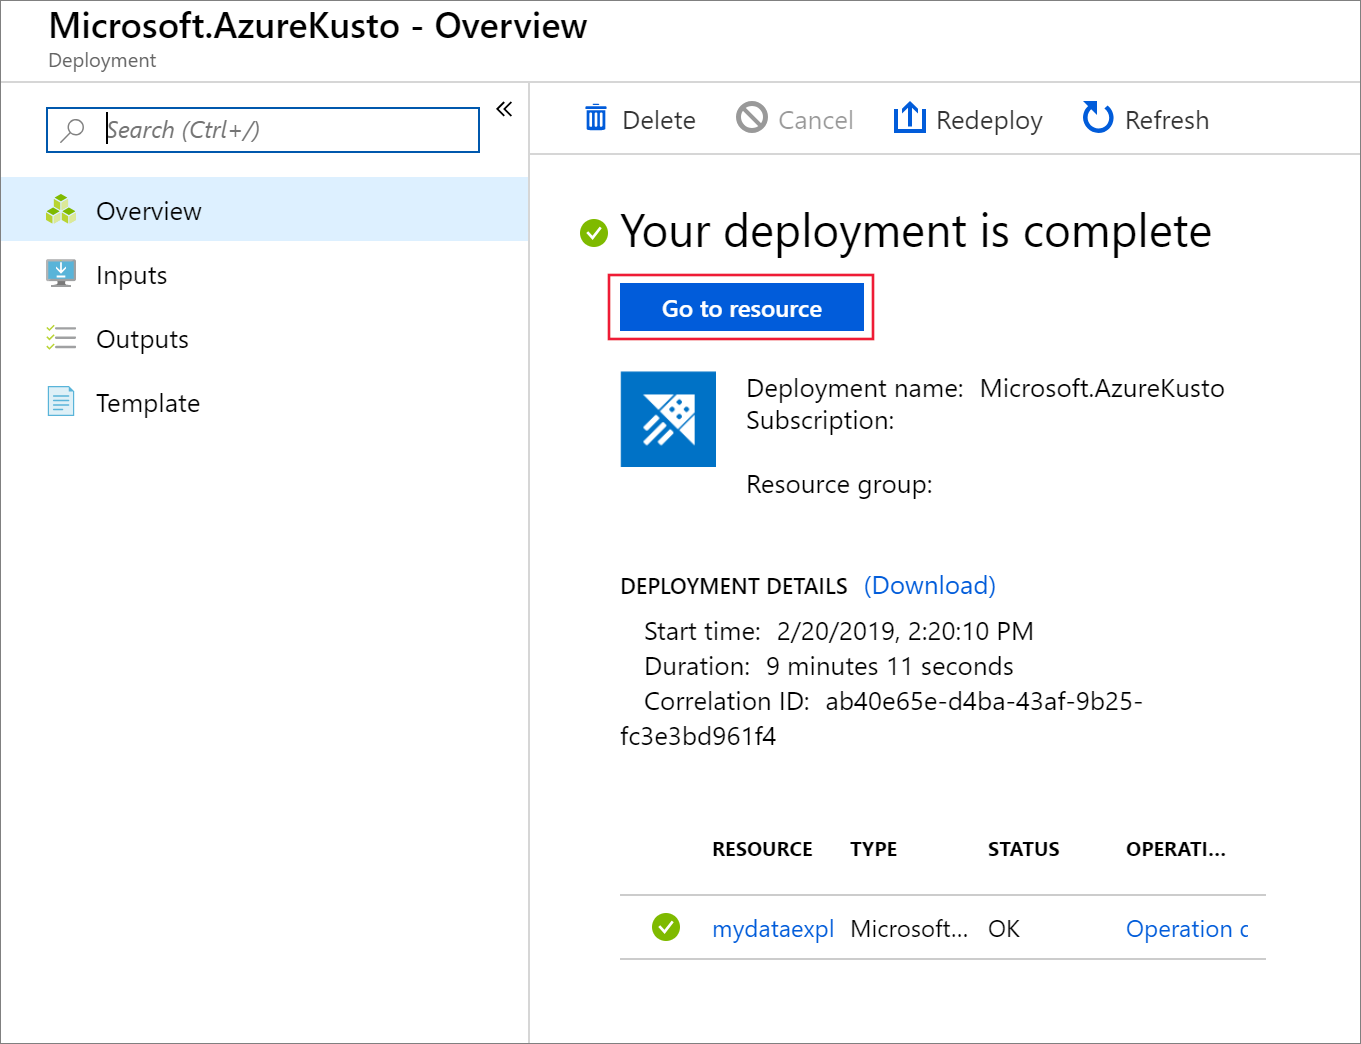 Microsoft.AzureKusto - Overview
Deployment
Search (Ctrl+/)
«
Overview
Inputs
Outputs
Template
Delete
Cancel
Redeploy
Refresh
Your deployment is complete
Go to resource
Deployment name: Microsoft.AzureKusto
Subscription:
Resource group:
DEPLOYMENT DETAILS (Download)
Start time: 2/20/2019, 2:20:10 PM
Duration: 9 minutes 11 seconds
Correlation ID: ab40e65e-d4ba-43af-9b25-
fc3e3bd961f4
RESOURCE TYPE STATUS OPERATI...
mydataexpl Microsoft... OK Operation c